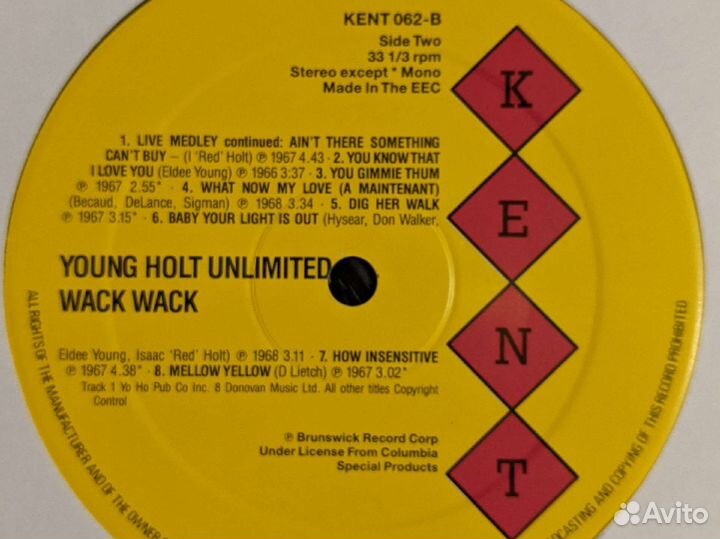 KENT 062-B
Side Two
33 1/3 rpm
Stereo except * Mono
Made In The EEC
1. LIVE MEDLEY continued: AIN'T THERE SOMETHING
CAN'T BUY – (I 'Red' Holt) ℗ 1967 4.43 · 2. YOU KNOW THAT
I LOVE YOU (Eldee Young) ℗ 1966 3:37 · 3. YOU GIMMIE THUM
℗ 1967 2.55* · 4. WHAT NOW MY LOVE (A MAINTENANT)
(Becaud, DeLance, Sigman) ℗ 1968 3.34 · 5. DIG HER WALK
℗ 1967 3.15* · 6. BABY YOUR LIGHT IS OUT (Hysear, Don Walker,
YOUNG HOLT UNLIMITED
WACK WACK
Eldee Young, Isaac 'Red' Holt) ℗ 1968 3.11 · 7. HOW INSENSITIVE
℗ 1967 4.38* · 8. MELLOW YELLOW (D Lietch) ℗ 1967 3.02*
Track 1 Yo Ho Pub Co Inc. 8 Donovan Music Ltd. All other titles Copyright
Control
℗ Brunswick Record Corp
Under License From Columbia
Special Products
K
E
N
T
ALL RIGHTS OF THE MANUFACTURER AND OF THE OWNER
CASTING AND COPYING OF THIS RECORD PROHIBITED
Avito